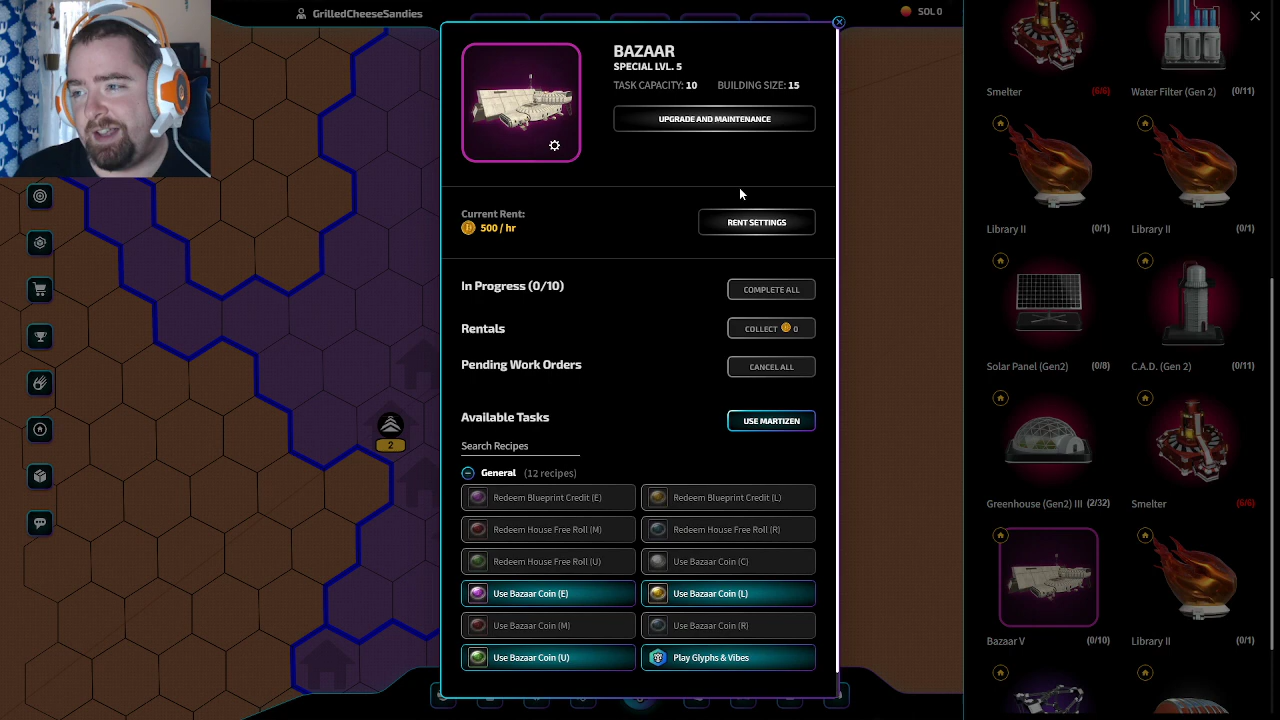 GrilledCheeseSandies
SOL 0
BAZAAR
SPECIAL LVL. 5
TASK CAPACITY: 10 BUILDING SIZE: 15
UPGRADE AND MAINTENANCE
Current Rent:
500 / hr
RENT SETTINGS
In Progress (0/10)
COMPLETE ALL
Rentals
COLLECT 0
Pending Work Orders
CANCEL ALL
Available Tasks
USE MARTIZEN
Search Recipes
General (12 recipes)
Redeem Blueprint Credit (E)
Redeem Blueprint Credit (L)
Redeem House Free Roll (M)
Redeem House Free Roll (R)
Redeem House Free Roll (U)
Use Bazaar Coin (C)
Use Bazaar Coin (E)
Use Bazaar Coin (L)
Use Bazaar Coin (M)
Use Bazaar Coin (R)
Use Bazaar Coin (U)
Play Glyphs & Vibes
2
Smelter (6/6)
Water Filter (Gen 2) (0/11)
Library II (0/1)
Library II (0/1)
Solar Panel (Gen2) (0/8)
C.A.D. (Gen 2) (0/11)
Greenhouse (Gen2) III (2/32)
Smelter (6/6)
Bazaar V (0/10)
Library II (0/1)